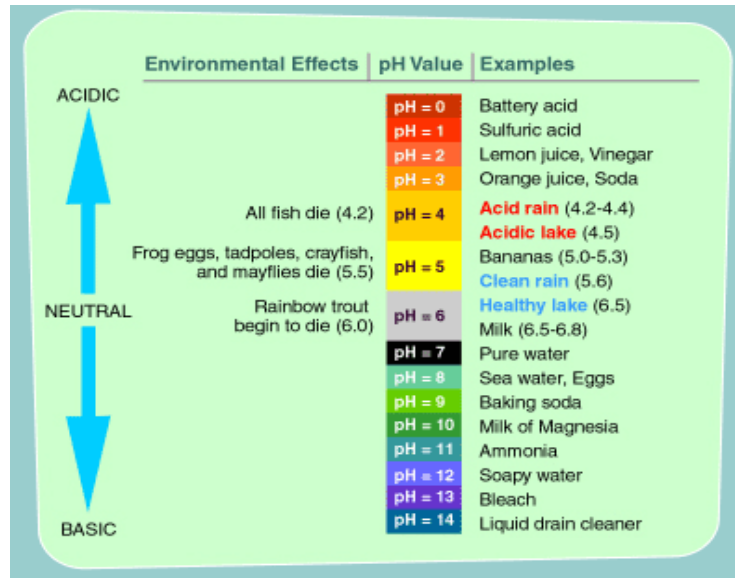 Environmental Effects | pH Value | Examples
ACIDIC
pH = 0 Battery acid
pH = 1 Sulfuric acid
pH = 2 Lemon juice, Vinegar
pH = 3 Orange juice, Soda
All fish die (4.2) pH = 4 Acid rain (4.2-4.4)
Acidic lake (4.5)
Frog eggs, tadpoles, crayfish,
and mayflies die (5.5)
pH = 5 Bananas (5.0-5.3)
Clean rain (5.6)
NEUTRAL
Rainbow trout
begin to die (6.0)
pH = 6 Healthy lake (6.5)
Milk (6.5-6.8)
pH = 7 Pure water
pH = 8 Sea water, Eggs
pH = 9 Baking soda
pH = 10 Milk of Magnesia
pH = 11 Ammonia
pH = 12 Soapy water
pH = 13 Bleach
pH = 14 Liquid drain cleaner
BASIC